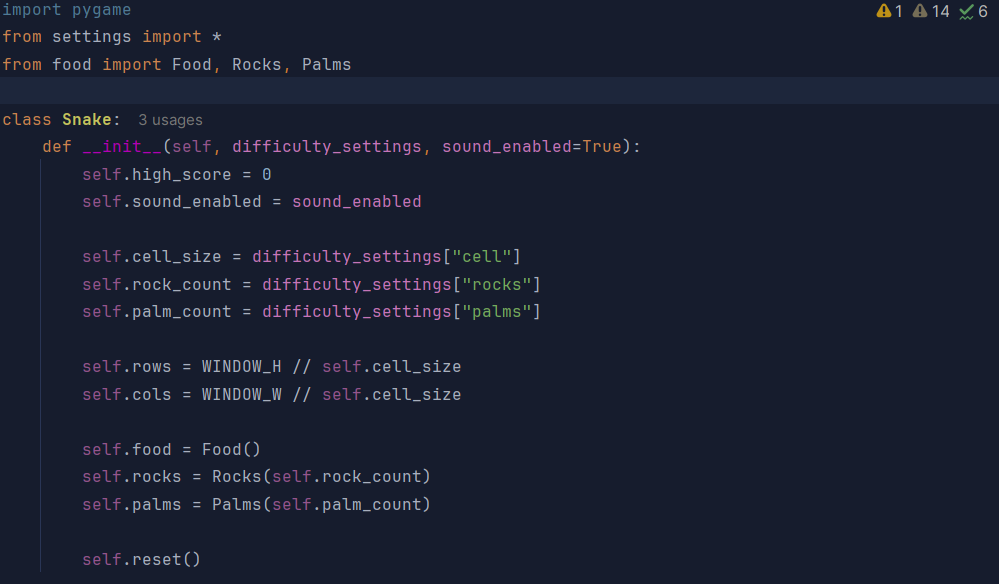 import pygame
1 14 6
from settings import *
from food import Food, Rocks, Palms
class Snake: 3 usages
def __init__(self, difficulty_settings, sound_enabled=True):
self.high_score = 0
self.sound_enabled = sound_enabled
self.cell_size = difficulty_settings["cell"]
self.rock_count = difficulty_settings["rocks"]
self.palm_count = difficulty_settings["palms"]
self.rows = WINDOW_H // self.cell_size
self.cols = WINDOW_W // self.cell_size
self.food = Food()
self.rocks = Rocks(self.rock_count)
self.palms = Palms(self.palm_count)
self.reset()